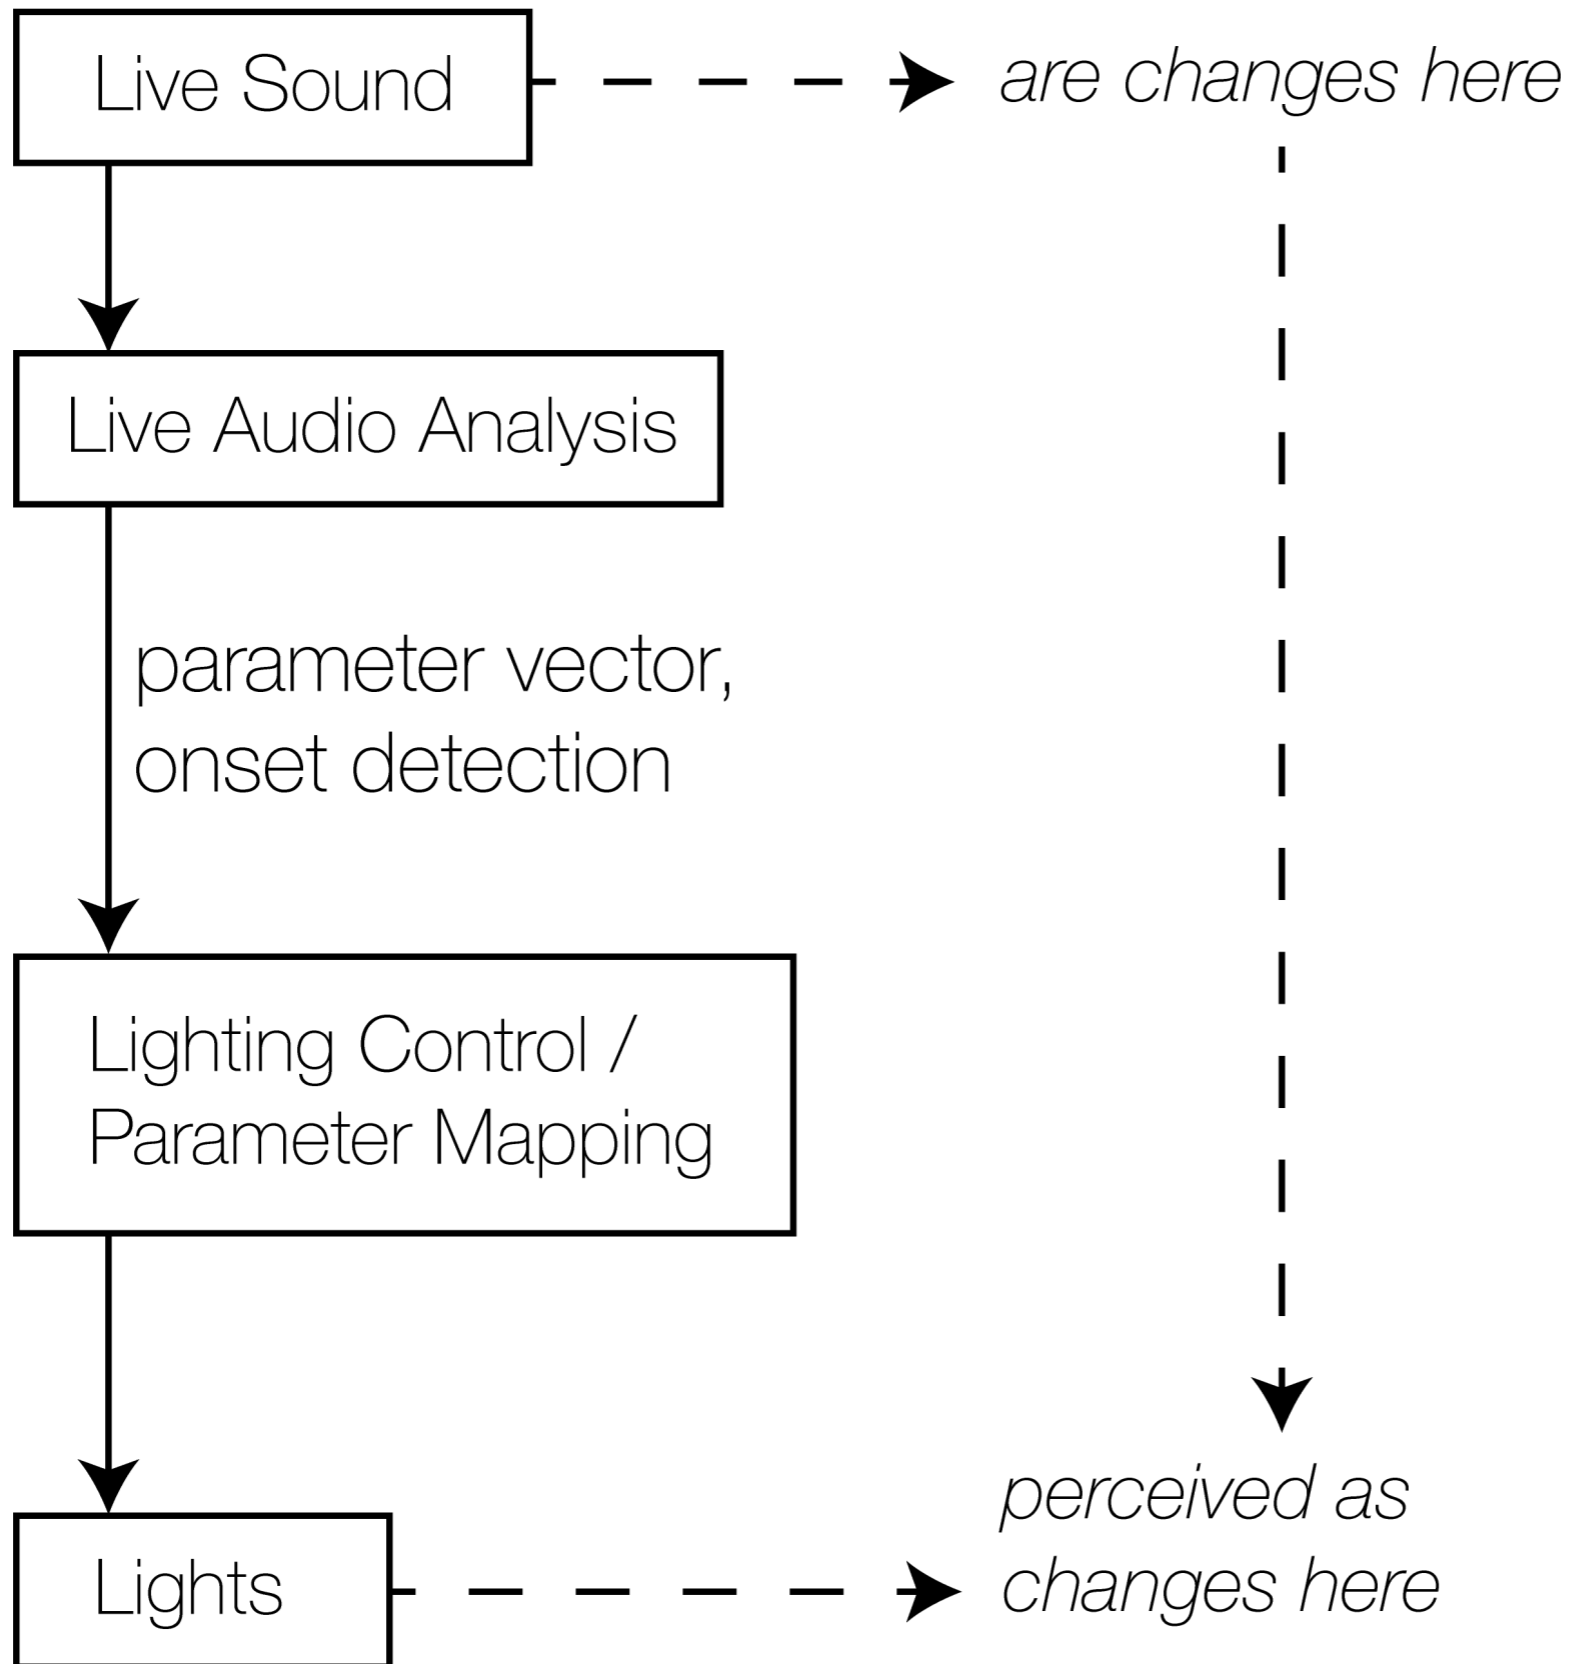 Live Sound
are changes here
Live Audio Analysis
parameter vector,
onset detection
Lighting Control /
Parameter Mapping
perceived as
changes here
Lights